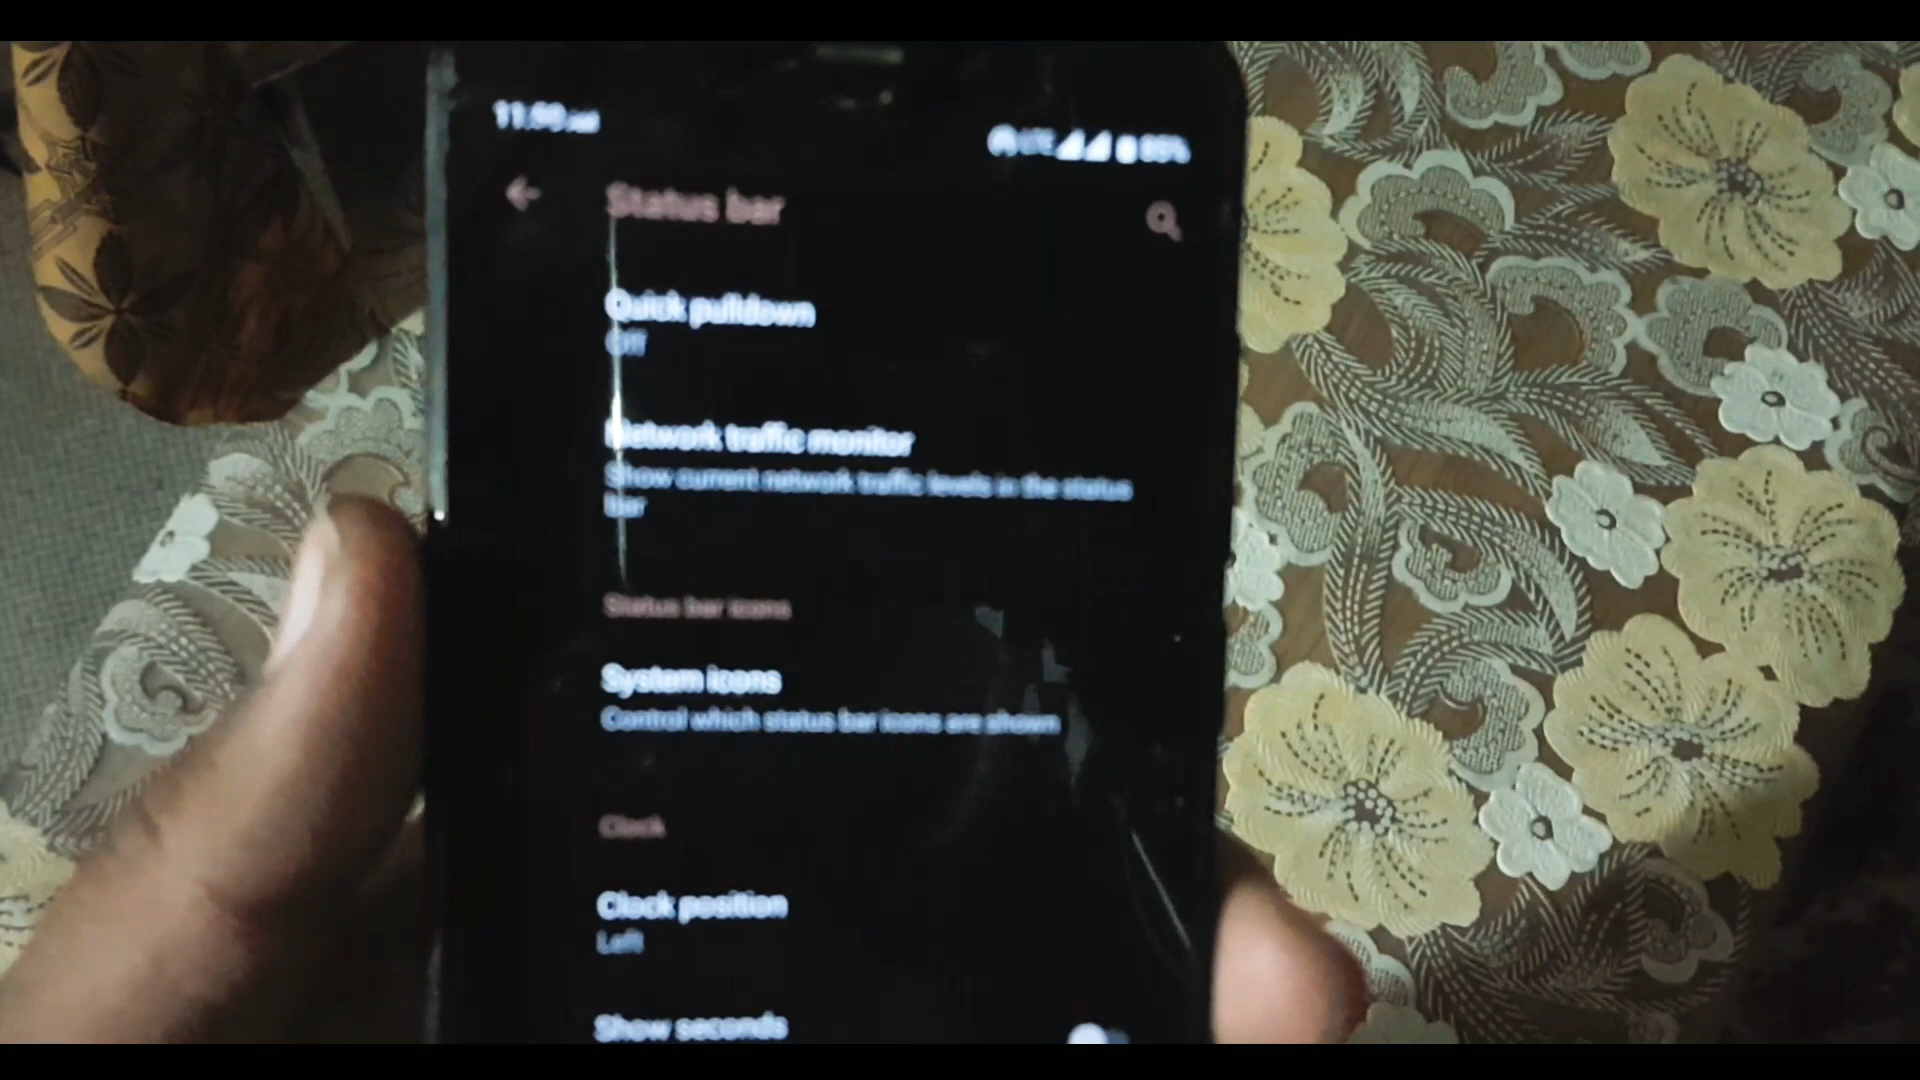 Status bar
Quick pulldown
Off
Network traffic monitor
Show current network traffic levels in the status
bar
Status bar icons
System icons
Control which status bar icons are shown
Clock
Clock position
Left
Show seconds